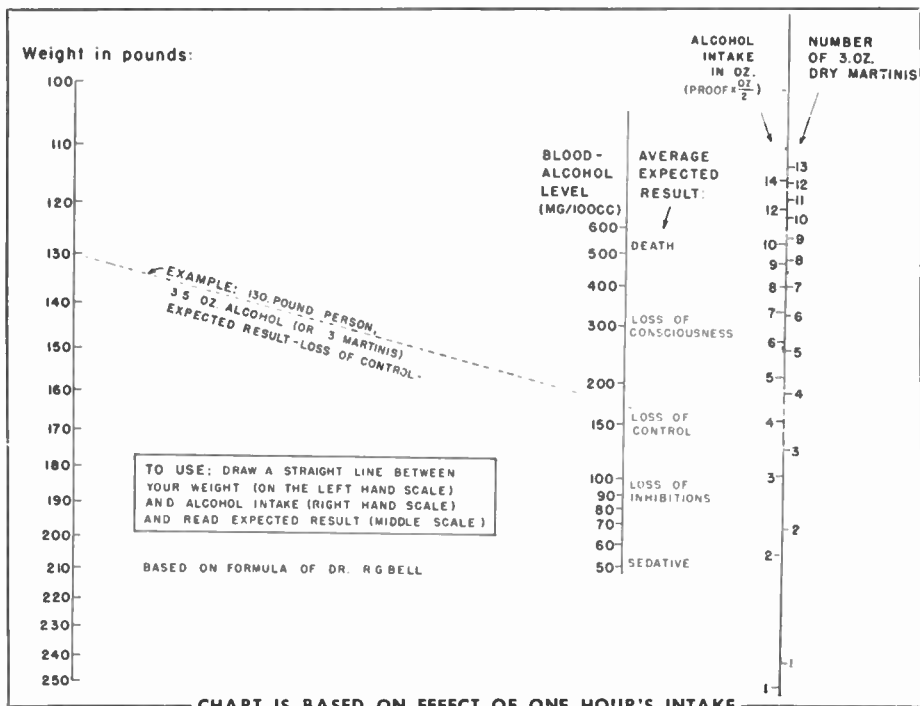 Weight in pounds:
100
110
120
130
140
150
160
170
180
190
200
210
220
230
240
250
EXAMPLE: 130 POUND PERSON,
3.5 OZ. ALCOHOL (OR 3 MARTINIS)
EXPECTED RESULT-LOSS OF CONTROL-
TO USE: DRAW A STRAIGHT LINE BETWEEN
YOUR WEIGHT (ON THE LEFT HAND SCALE)
AND ALCOHOL INTAKE (RIGHT HAND SCALE)
AND READ EXPECTED RESULT (MIDDLE SCALE)
BASED ON FORMULA OF DR. RG BELL
BLOOD-
ALCOHOL
LEVEL
(MG/100CC)
600
500
400
300
200
150
100
90
80
70
60
50
AVERAGE
EXPECTED
RESULT:
DEATH
LOSS OF
CONSCIOUSNESS
LOSS OF
CONTROL
LOSS OF
INHIBITIONS
SEDATIVE
ALCOHOL
INTAKE
IN OZ.
(PROOF × OZ/2)
14
12
10
9
8
7
6
5
4
3
2
1
NUMBER
OF 3.OZ.
DRY MARTINIS
13
12
11
10
9
8
7
6
5
4
3
2
1
CHART IS BASED ON EFFECT OF ONE HOUR'S INTAKE